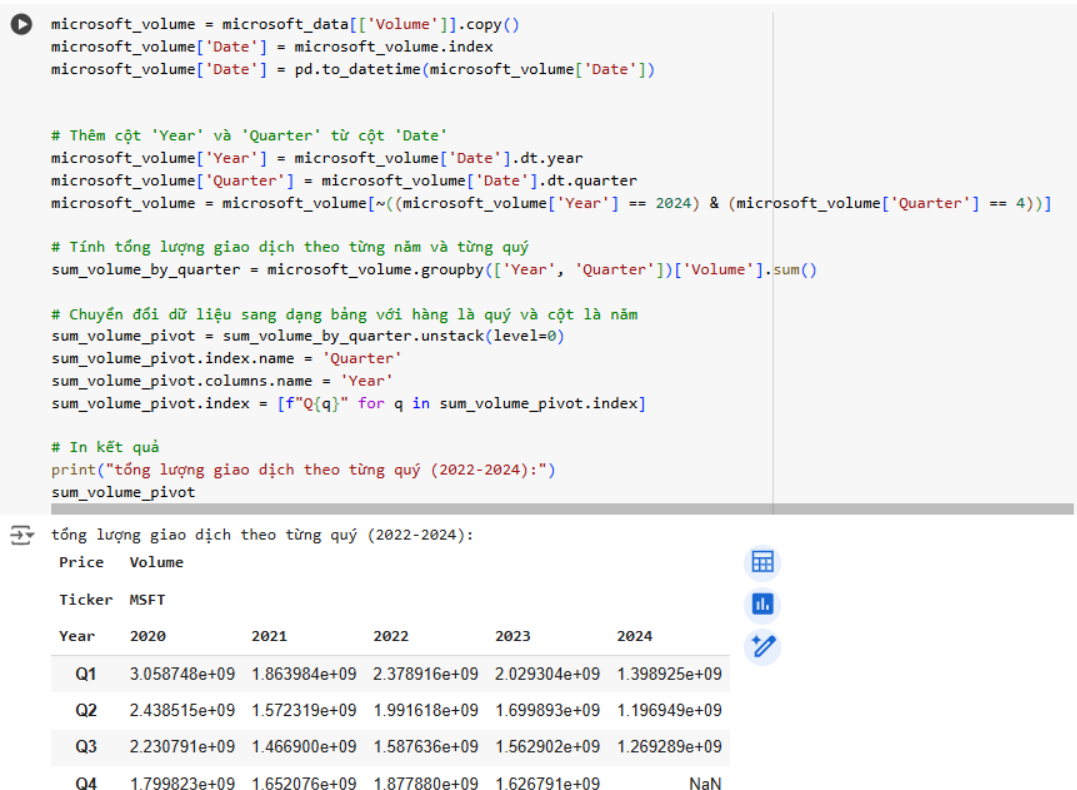 microsoft_volume = microsoft_data[['Volume']].copy()
microsoft_volume['Date'] = microsoft_volume.index
microsoft_volume['Date'] = pd.to_datetime(microsoft_volume['Date'])
# Thêm cột 'Year' và 'Quarter' từ cột 'Date'
microsoft_volume['Year'] = microsoft_volume['Date'].dt.year
microsoft_volume['Quarter'] = microsoft_volume['Date'].dt.quarter
microsoft_volume = microsoft_volume[~((microsoft_volume['Year'] == 2024) & (microsoft_volume['Quarter'] == 4))]
# Tính tổng lượng giao dịch theo từng năm và từng quý
sum_volume_by_quarter = microsoft_volume.groupby(['Year', 'Quarter'])['Volume'].sum()
# Chuyển đổi dữ liệu sang dạng bảng với hàng là quý và cột là năm
sum_volume_pivot = sum_volume_by_quarter.unstack(level=0)
sum_volume_pivot.index.name = 'Quarter'
sum_volume_pivot.columns.name = 'Year'
sum_volume_pivot.index = [f"Q{q}" for q in sum_volume_pivot.index]
# In kết quả
print("tổng lượng giao dịch theo từng quý (2022-2024):")
sum_volume_pivot
tổng lượng giao dịch theo từng quý (2022-2024):
Price Volume
Ticker MSFT
Year 2020 2021 2022 2023 2024
Q1 3.058748e+09 1.863984e+09 2.378916e+09 2.029304e+09 1.398925e+09
Q2 2.438515e+09 1.572319e+09 1.991618e+09 1.699893e+09 1.196949e+09
Q3 2.230791e+09 1.466900e+09 1.587636e+09 1.562902e+09 1.269289e+09
Q4 1.799823e+09 1.652076e+09 1.877880e+09 1.626791e+09 NaN